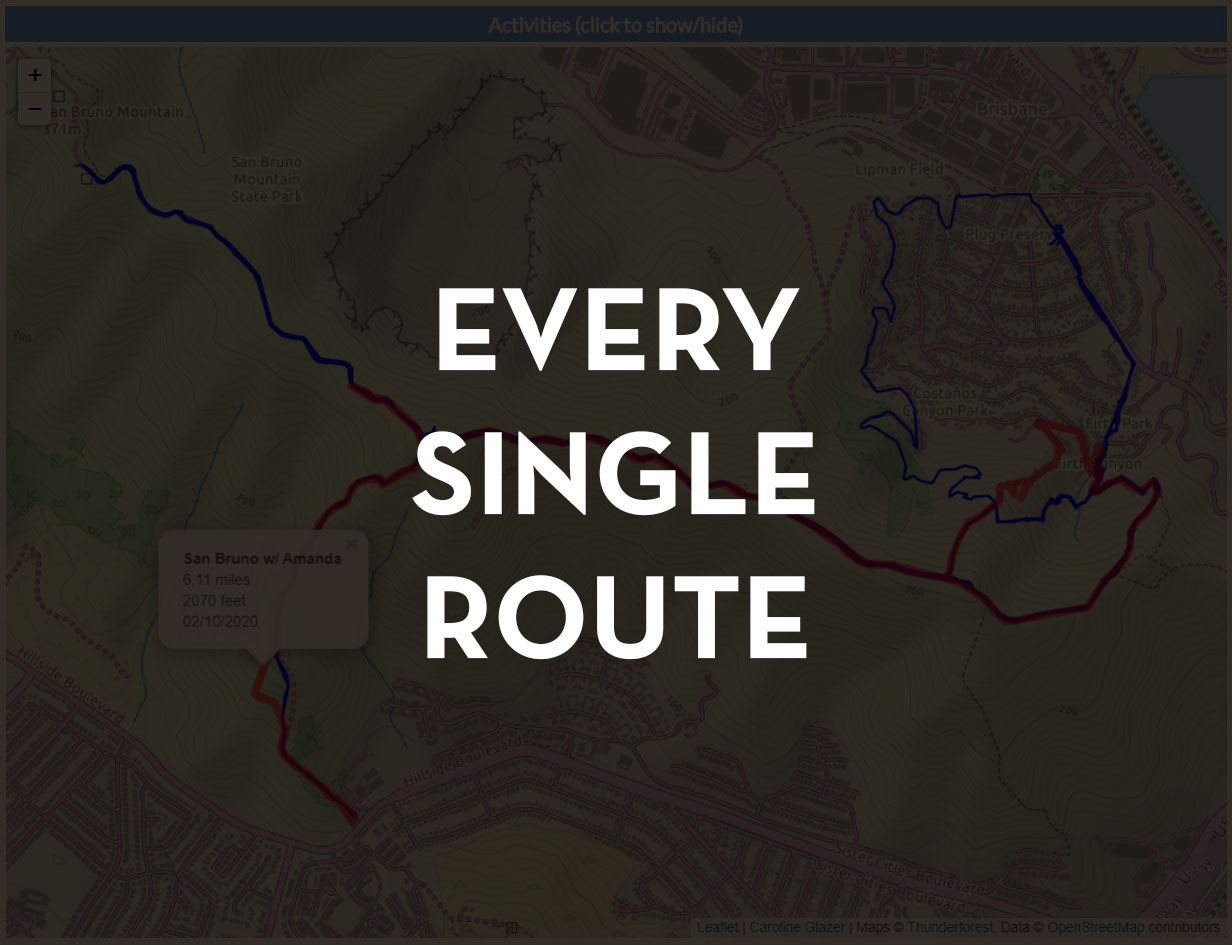 Activities (click to show/hide)
+
−
an Bruno Mountain
371m
San Bruno
Mountain
State Park
Brisbane
Bayshore Boulevard
Lipman Field
Plug Preserv
100
100
200
200
200
200
200
200
EVERY
SINGLE
ROUTE
Costanos
Canyon Park
Firth Park
Firth Canyon
San Bruno w/ Amanda
6.11 miles
2070 feet
02/10/2020
×
Hillside Boulevard
Hillside Boulevard
Sister Cities Boulevard
Sister Cities Boulevard
Leaflet | Caroline Glazer | Maps © Thunderforest, Data © OpenStreetMap contributors